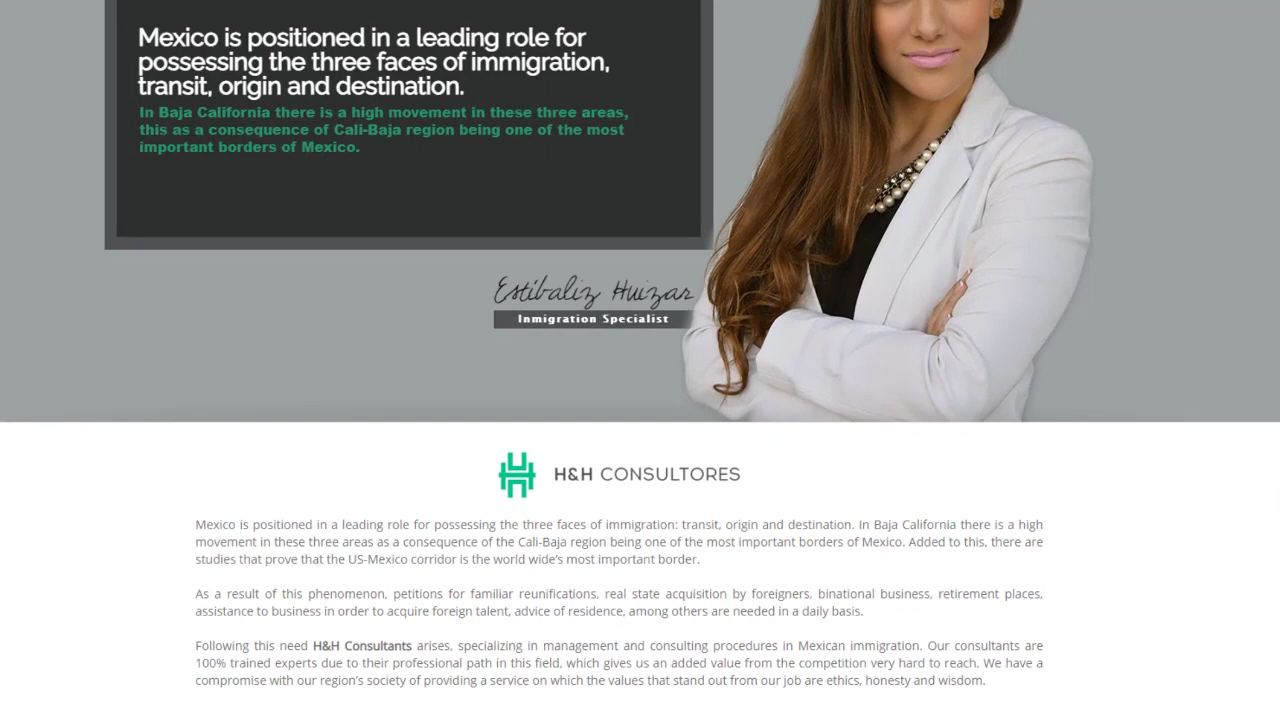 Mexico is positioned in a leading role for
possessing the three faces of immigration,
transit, origin and destination.
In Baja California there is a high movement in these three areas,
this as a consequence of Cali-Baja region being one of the most
important borders of Mexico.
Estibaliz Huizar
Inmigration Specialist
H&H CONSULTORES
Mexico is positioned in a leading role for possessing the three faces of immigration: transit, origin and destination. In Baja California there is a high
movement in these three areas as a consequence of the Cali-Baja region being one of the most important borders of Mexico. Added to this, there are
studies that prove that the US-Mexico corridor is the world wide's most important border.
As a result of this phenomenon, petitions for familiar reunifications, real state acquisition by foreigners, binational business, retirement places,
assistance to business in order to acquire foreign talent, advice of residence, among others are needed in a daily basis.
Following this need H&H Consultants arises, specializing in management and consulting procedures in Mexican immigration. Our consultants are
100% trained experts due to their professional path in this field, which gives us an added value from the competition very hard to reach. We have a
compromise with our region's society of providing a service on which the values that stand out from our job are ethics, honesty and wisdom.